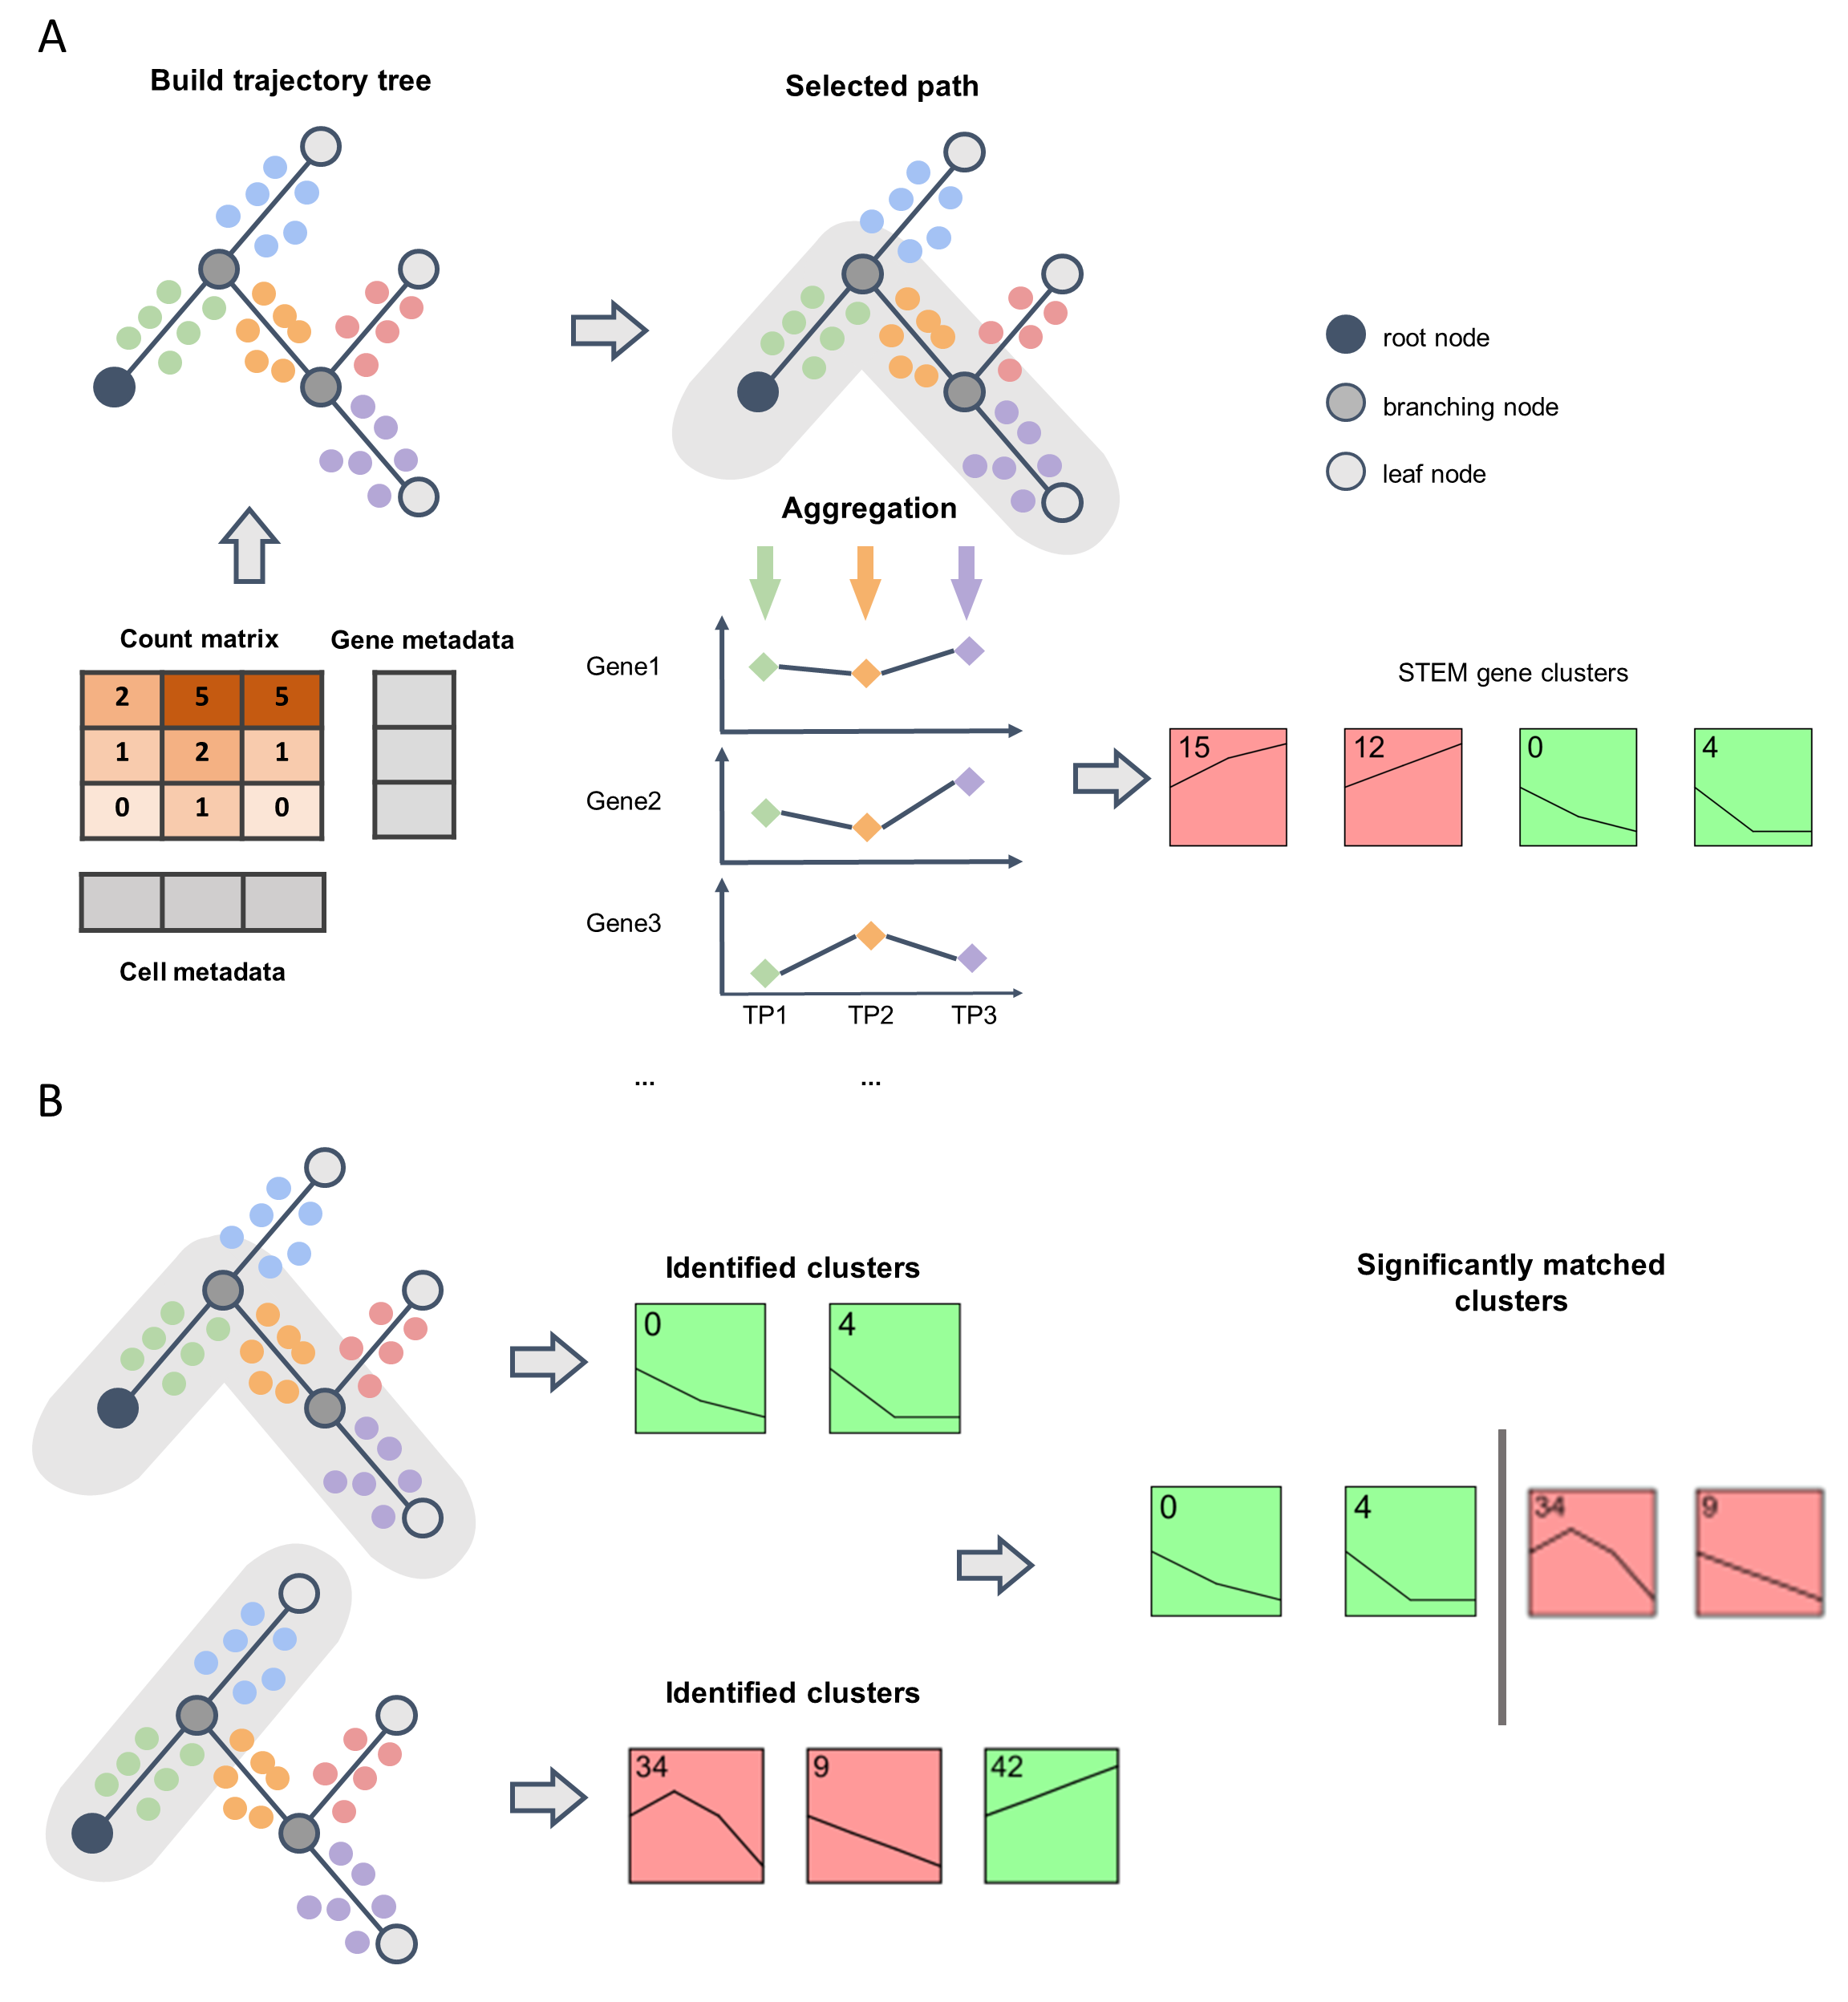 A
Build trajectory tree
Selected path
root node
branching node
leaf node
Aggregation
Count matrix
Gene metadata
2 5 5
1 2 1
0 1 0
Cell metadata
Gene1
Gene2
Gene3
TP1 TP2 TP3
... ...
STEM gene clusters
15 12 0 4
B
Identified clusters
0 4
Significantly matched
clusters
0 4 34 9
Identified clusters
34 9 42